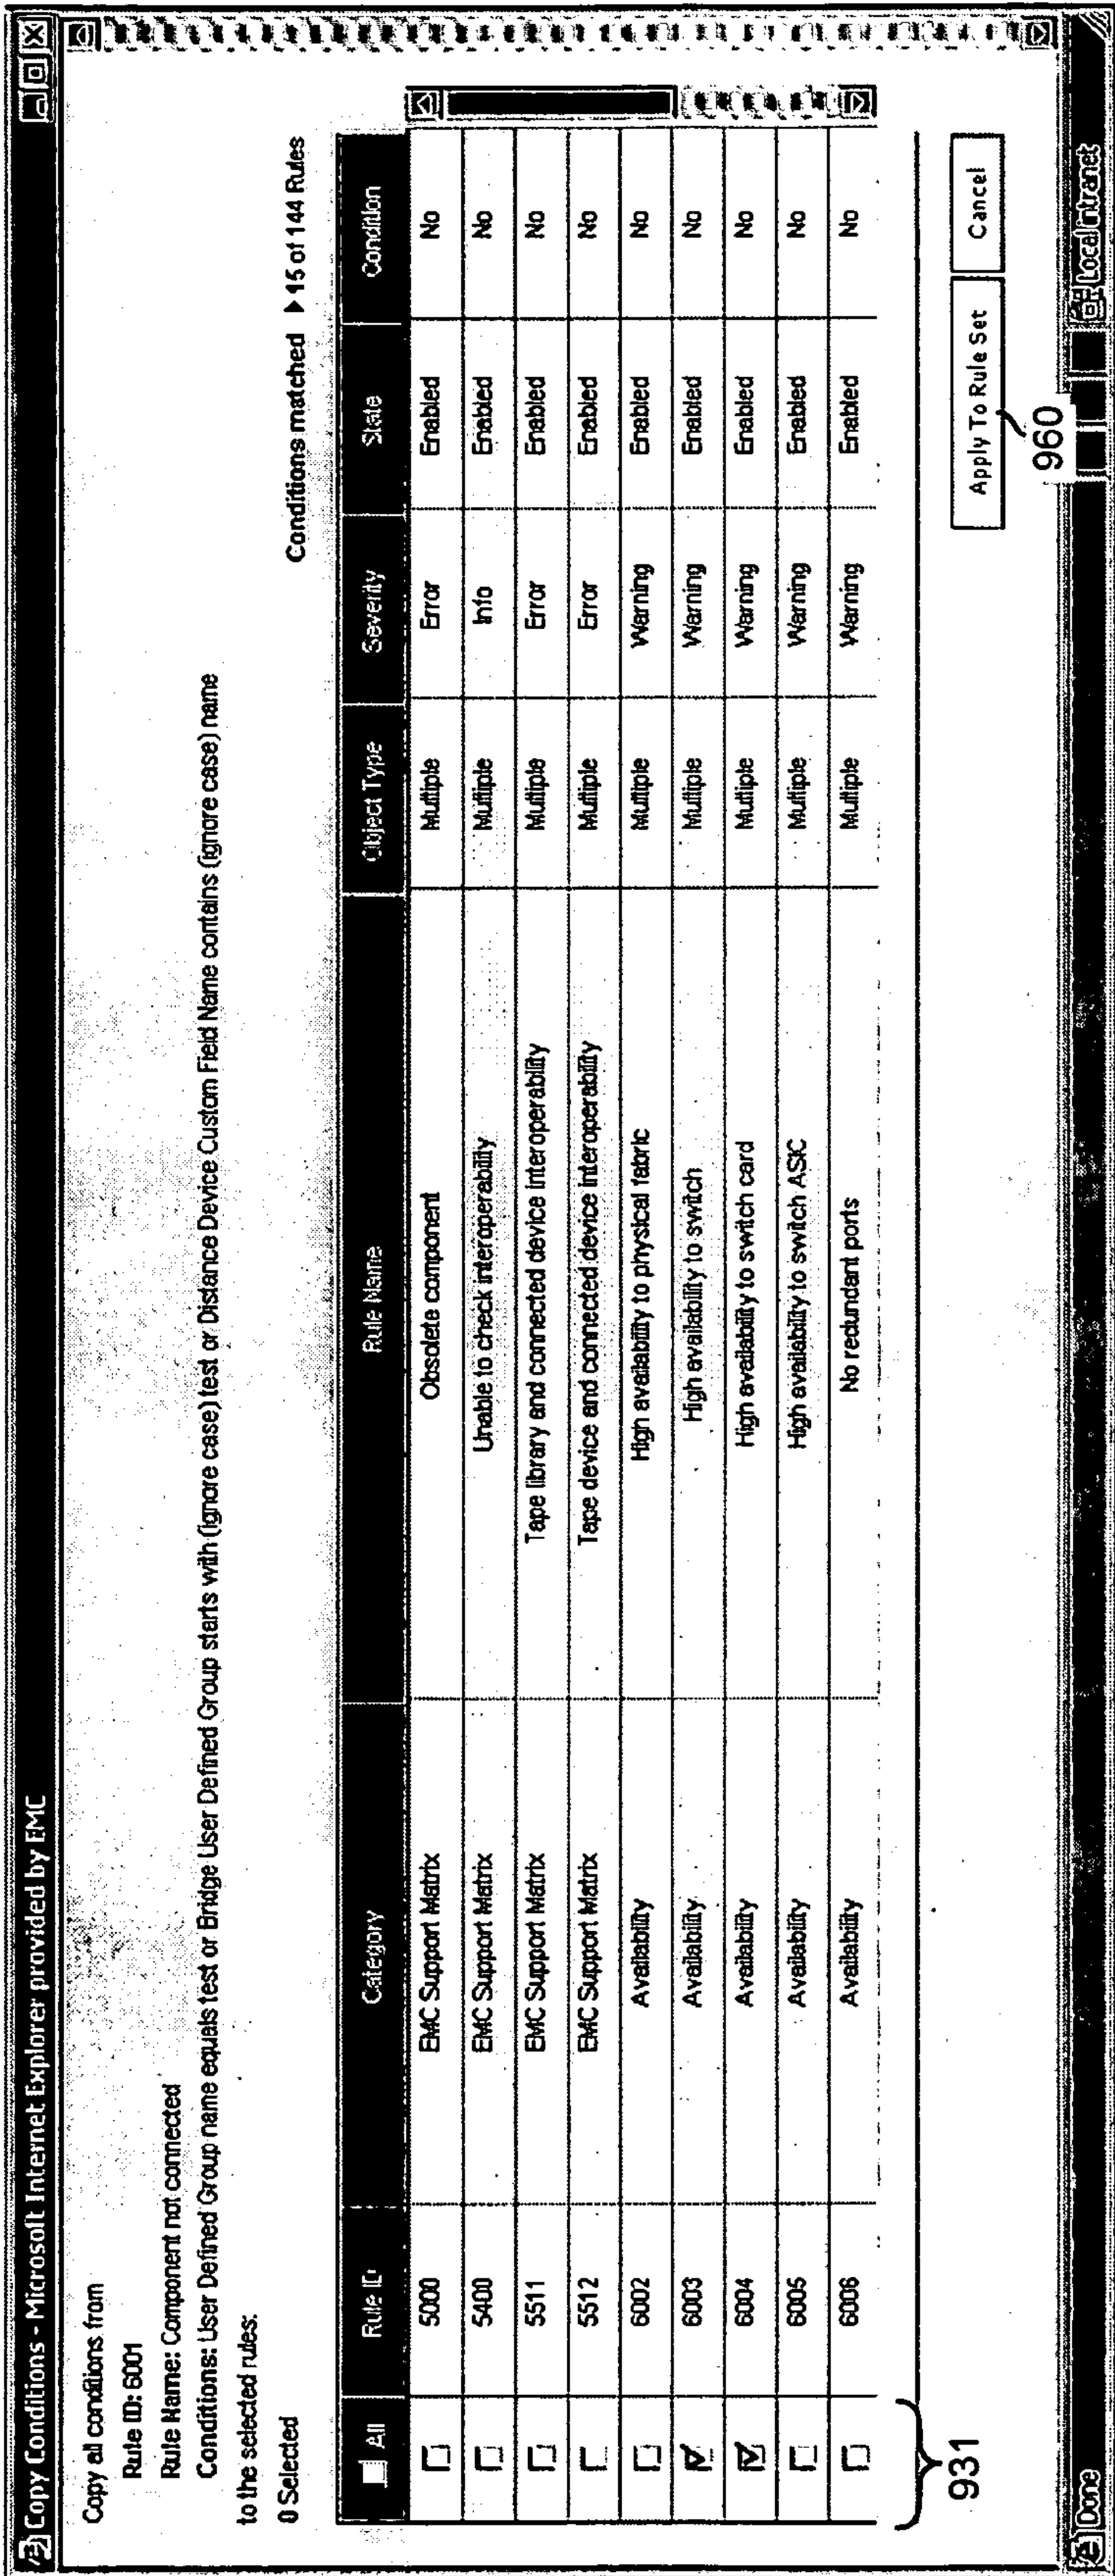 Copy Conditions - Microsoft Internet Explorer provided by EMC
Copy all conditions from
Rule ID: 6001
Rule Name: Component not connected
Conditions: User Defined Group name equals test or Bridge User Defined Group starts with (ignore case) test or Distance Device Custom Field Name contains (ignore case) name
to the selected rules:
0 Selected
Conditions matched 15 of 144 Rules
All Rule ID Category Rule Name Object Type Severity State Condition
5000 EMC Support Matrix Obsolete component Multiple Error Enabled No
5400 EMC Support Matrix Unable to check interoperability Multiple Info Enabled No
5511 EMC Support Matrix Tape library and connected device interoperability Multiple Error Enabled No
5512 EMC Support Matrix Tape device and connected device interoperability Multiple Error Enabled No
6002 Availability High availability to physical fabric Multiple Warning Enabled No
6003 Availability High availability to switch Multiple Warning Enabled No
6004 Availability High availability to switch card Multiple Warning Enabled No
6005 Availability High availability to switch ASIC Multiple Warning Enabled No
6006 Availability No redundant ports Multiple Warning Enabled No
931
Apply To Rule Set Cancel
960
Done Local intranet